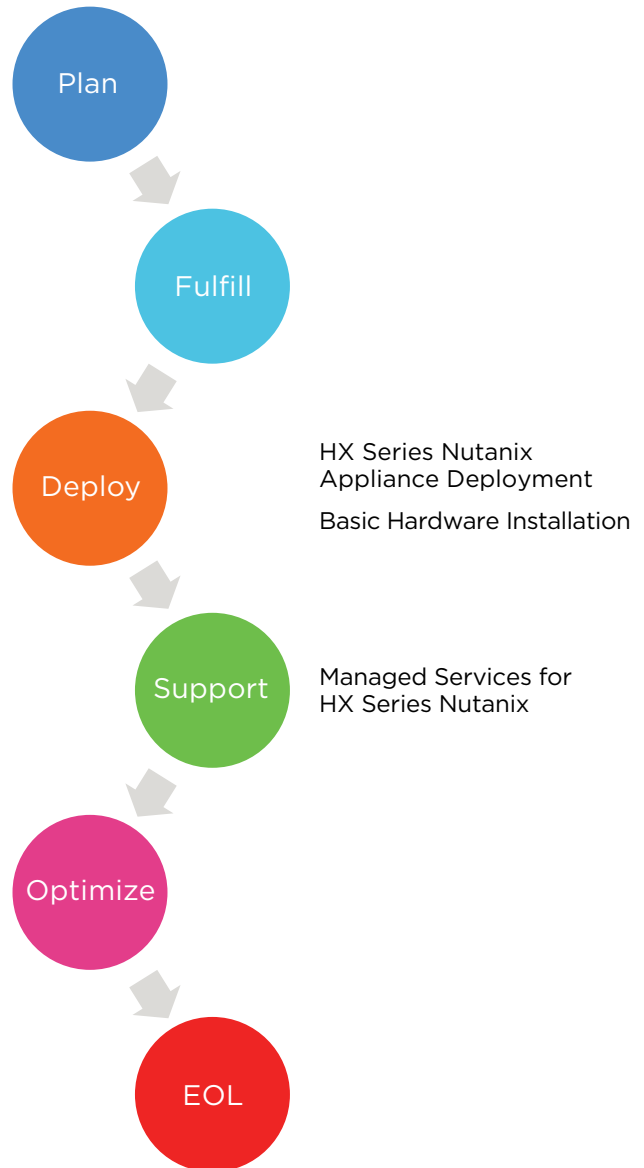 Plan
Fulfill
Deploy
HX Series Nutanix
Appliance Deployment
Basic Hardware Installation
Support
Managed Services for
HX Series Nutanix
Optimize
EOL